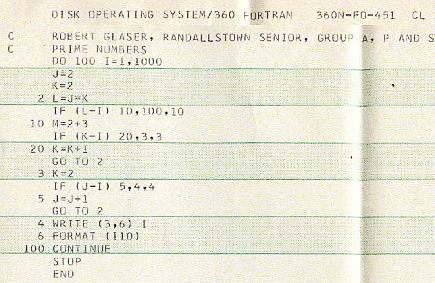 DISK OPERATING SYSTEM/360 FORTRAN 360N-FO-451 CL
C ROBERT GLASER, RANDALLSTOWN SENIOR, GROUP A, P AND S
C PRIME NUMBERS
DO 100 I=1,1000
J=2
K=2
2 L=J*K
IF (L-I) 10,100,10
10 M=2+3
IF (K-I) 20,3,3
20 K=K+1
GO TO 2
3 K=2
IF (J-I) 5,4,4
5 J=J+1
GO TO 2
4 WRITE (3,6) I
6 FORMAT (I10)
100 CONTINUE
STOP
END